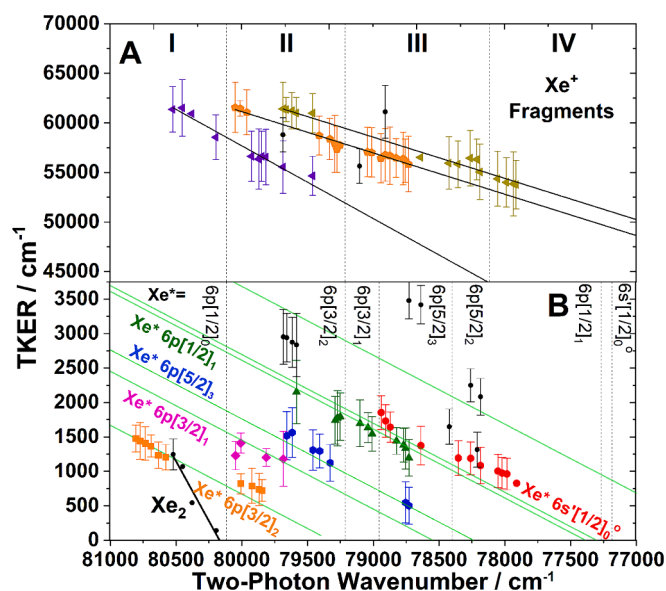 I II III IV
A
Xe⁺
Fragments
70000
65000
60000
55000
50000
45000
TKER / cm⁻¹
B
Xe*=
6p[1/2]₀
6p[3/2]₂
6p[3/2]₁
6p[5/2]₃
6p[5/2]₂
6p[1/2]₁
6s'[1/2]₀°
3500
3000
2500
2000
1500
1000
500
0
Xe* 6p[1/2]₁
Xe* 6p[5/2]₃
Xe* 6p[3/2]₁
Xe* 6p[3/2]₂
Xe* 6s'[1/2]₀°
Xe₂
81000 80500 80000 79500 79000 78500 78000 77500 77000
Two-Photon Wavenumber / cm⁻¹